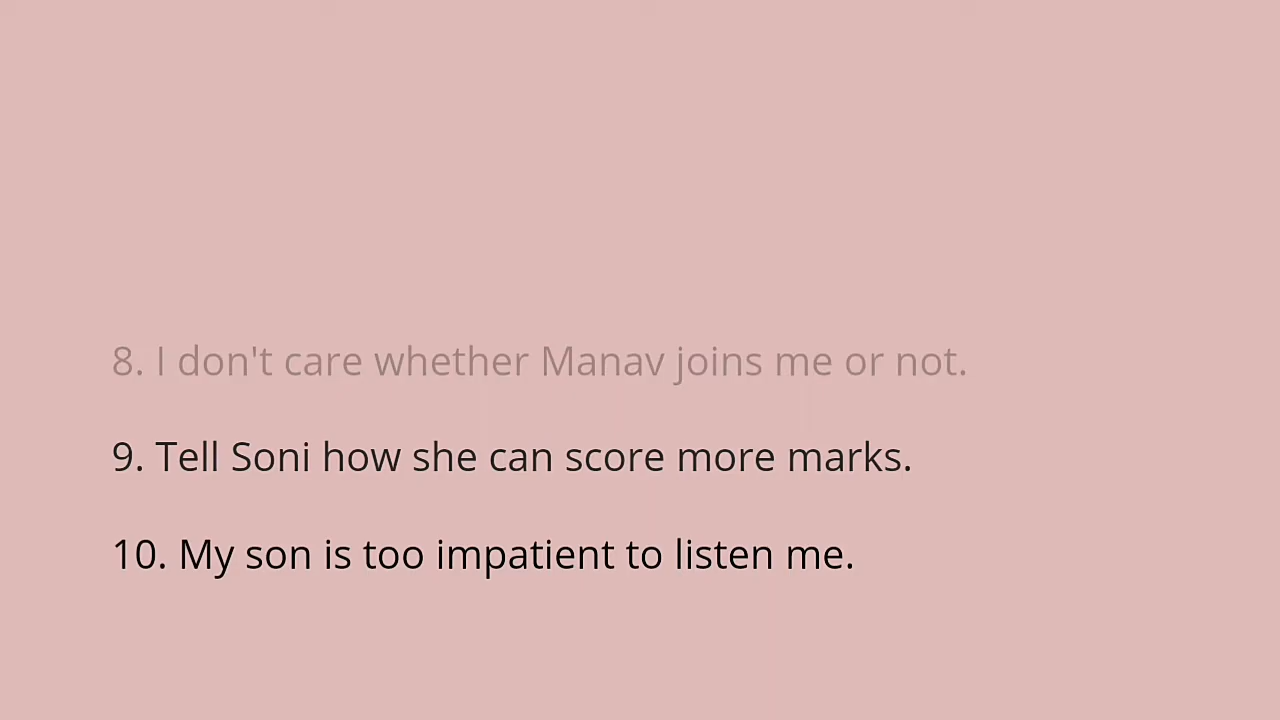 8. I don't care whether Manav joins me or not.
9. Tell Soni how she can score more marks.
10. My son is too impatient to listen me.